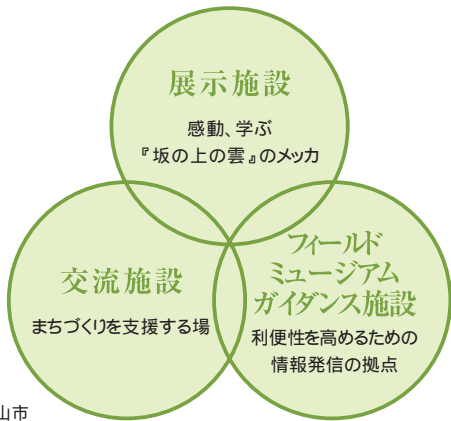 展示施設
感動、学ぶ
『坂の上の雲』のメッカ
交流施設
まちづくりを支援する場
フィールド
ミュージアム
ガイダンス施設
利便性を高めるための
情報発信の拠点
山市